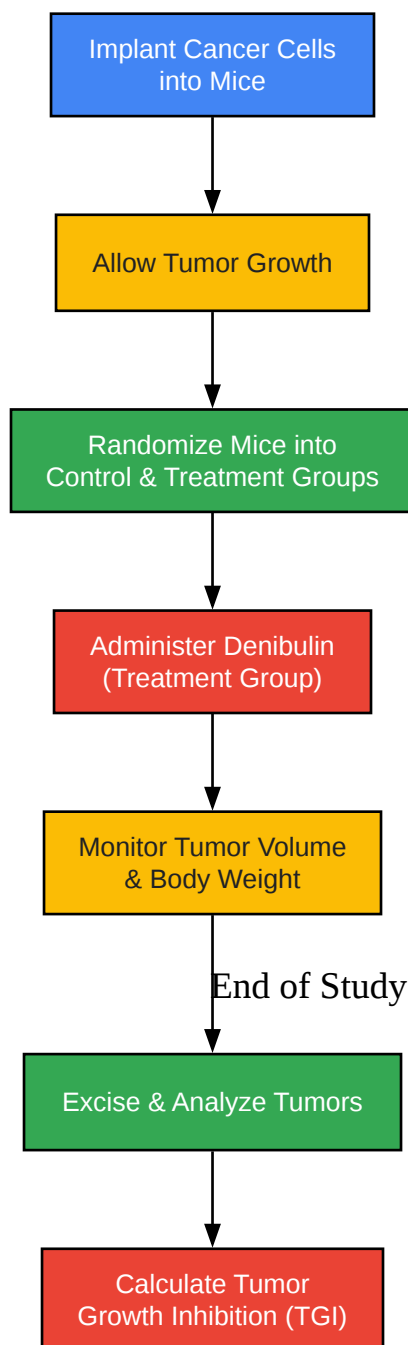 Implant Cancer Cells
into Mice
Allow Tumor Growth
Randomize Mice into
Control & Treatment Groups
Administer Denibulin
(Treatment Group)
Monitor Tumor Volume
& Body Weight
End of Study
Excise & Analyze Tumors
Calculate Tumor
Growth Inhibition (TGI)